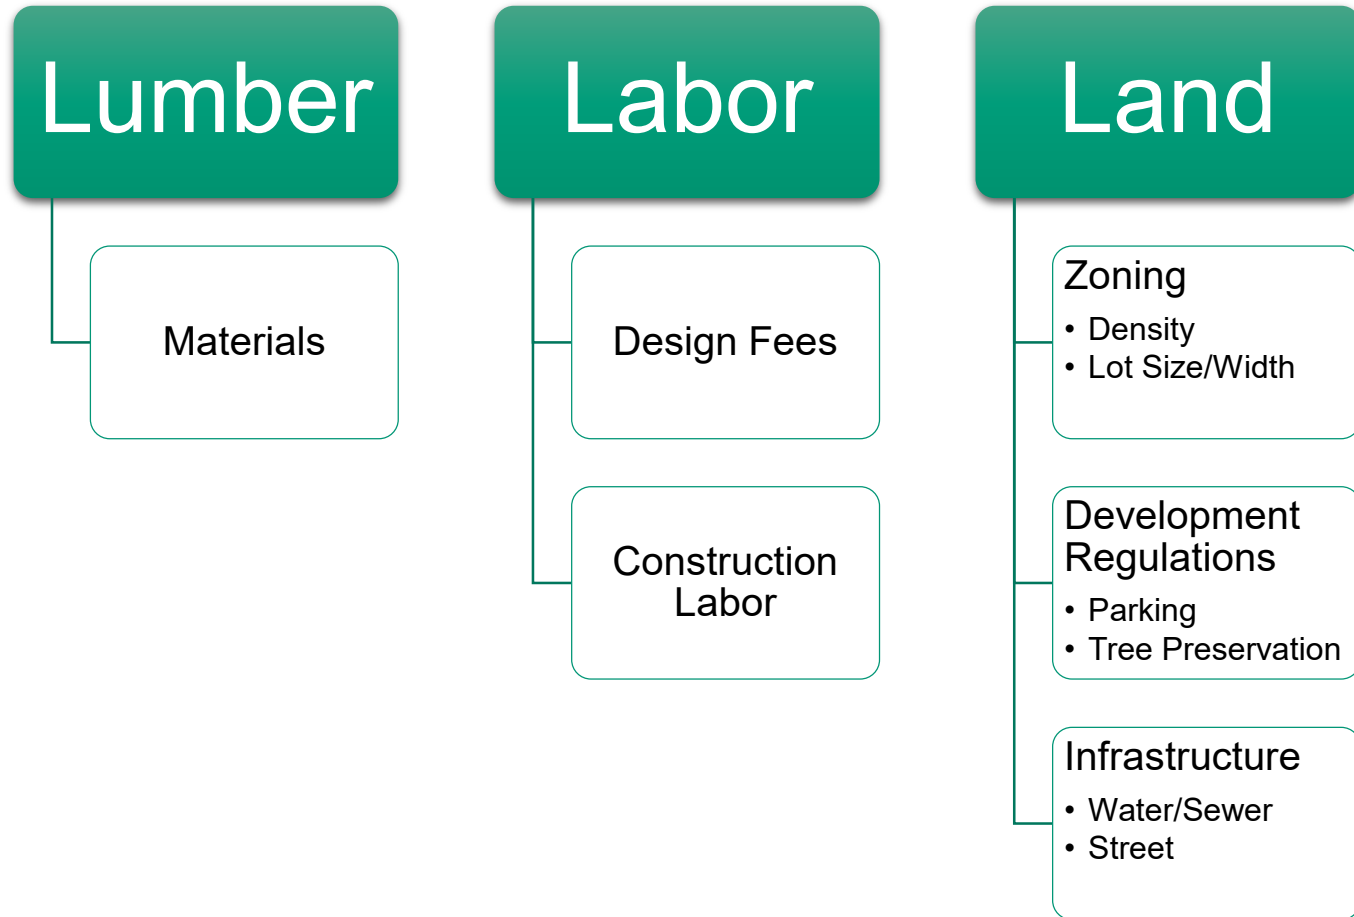 Lumber
Materials
Labor
Design Fees
Construction
Labor
Land
Zoning
• Density
• Lot Size/Width
Development
Regulations
• Parking
• Tree Preservation
Infrastructure
• Water/Sewer
• Street